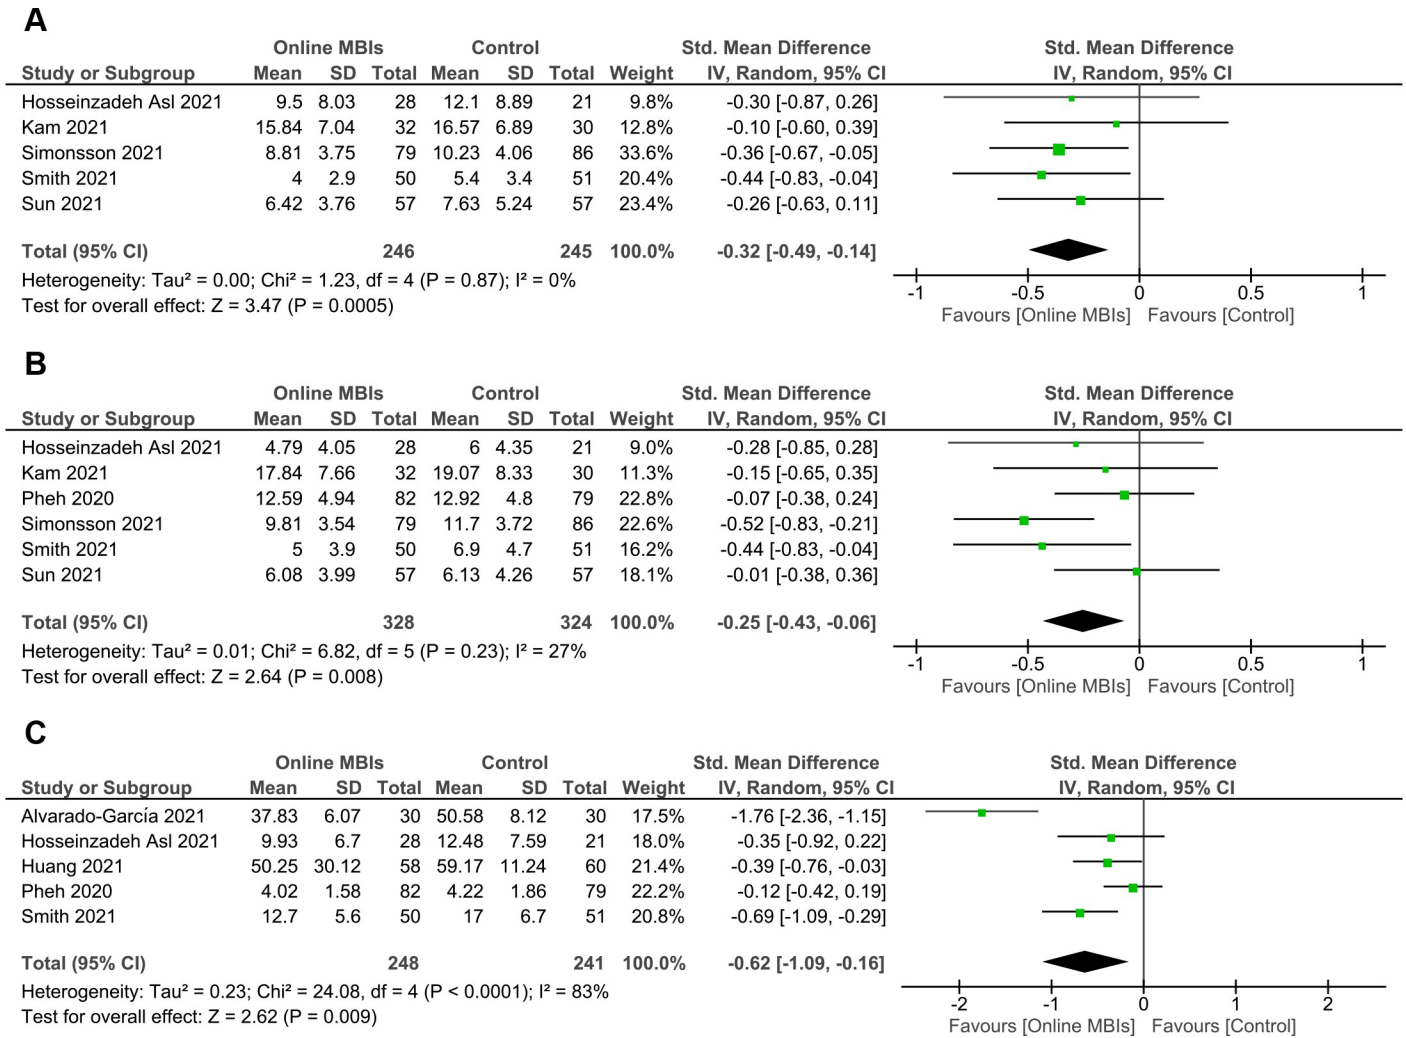 A
Online MBIs Control Std. Mean Difference Std. Mean Difference
Study or Subgroup Mean SD Total Mean SD Total Weight IV, Random, 95% CI IV, Random, 95% CI
Hosseinzadeh Asl 2021 9.5 8.03 28 12.1 8.89 21 9.8% -0.30 [-0.87, 0.26]
Kam 2021 15.84 7.04 32 16.57 6.89 30 12.8% -0.10 [-0.60, 0.39]
Simonsson 2021 8.81 3.75 79 10.23 4.06 86 33.6% -0.36 [-0.67, -0.05]
Smith 2021 4 2.9 50 5.4 3.4 51 20.4% -0.44 [-0.83, -0.04]
Sun 2021 6.42 3.76 57 7.63 5.24 57 23.4% -0.26 [-0.63, 0.11]
Total (95% CI) 246 245 100.0% -0.32 [-0.49, -0.14]
Heterogeneity: Tau² = 0.00; Chi² = 1.23, df = 4 (P = 0.87); I² = 0%
Test for overall effect: Z = 3.47 (P = 0.0005)
-1 -0.5 0 0.5 1
Favours [Online MBIs] Favours [Control]
B
Online MBIs Control Std. Mean Difference Std. Mean Difference
Study or Subgroup Mean SD Total Mean SD Total Weight IV, Random, 95% CI IV, Random, 95% CI
Hosseinzadeh Asl 2021 4.79 4.05 28 6 4.35 21 9.0% -0.28 [-0.85, 0.28]
Kam 2021 17.84 7.66 32 19.07 8.33 30 11.3% -0.15 [-0.65, 0.35]
Pheh 2020 12.59 4.94 82 12.92 4.8 79 22.8% -0.07 [-0.38, 0.24]
Simonsson 2021 9.81 3.54 79 11.7 3.72 86 22.6% -0.52 [-0.83, -0.21]
Smith 2021 5 3.9 50 6.9 4.7 51 16.2% -0.44 [-0.83, -0.04]
Sun 2021 6.08 3.99 57 6.13 4.26 57 18.1% -0.01 [-0.38, 0.36]
Total (95% CI) 328 324 100.0% -0.25 [-0.43, -0.06]
Heterogeneity: Tau² = 0.01; Chi² = 6.82, df = 5 (P = 0.23); I² = 27%
Test for overall effect: Z = 2.64 (P = 0.008)
-1 -0.5 0 0.5 1
Favours [Online MBIs] Favours [Control]
C
Online MBIs Control Std. Mean Difference Std. Mean Difference
Study or Subgroup Mean SD Total Mean SD Total Weight IV, Random, 95% CI IV, Random, 95% CI
Alvarado-García 2021 37.83 6.07 30 50.58 8.12 30 17.5% -1.76 [-2.36, -1.15]
Hosseinzadeh Asl 2021 9.93 6.7 28 12.48 7.59 21 18.0% -0.35 [-0.92, 0.22]
Huang 2021 50.25 30.12 58 59.17 11.24 60 21.4% -0.39 [-0.76, -0.03]
Pheh 2020 4.02 1.58 82 4.22 1.86 79 22.2% -0.12 [-0.42, 0.19]
Smith 2021 12.7 5.6 50 17 6.7 51 20.8% -0.69 [-1.09, -0.29]
Total (95% CI) 248 241 100.0% -0.62 [-1.09, -0.16]
Heterogeneity: Tau² = 0.23; Chi² = 24.08, df = 4 (P < 0.0001); I² = 83%
Test for overall effect: Z = 2.62 (P = 0.009)
-2 -1 0 1 2
Favours [Online MBIs] Favours [Control]